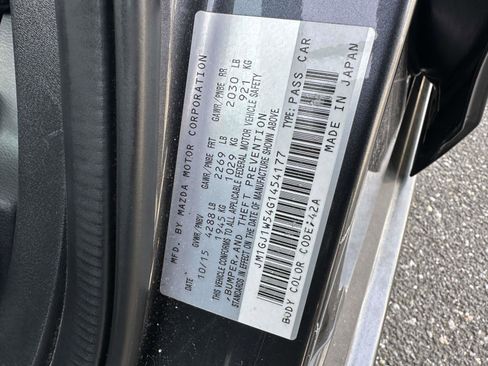 MFD. BY MAZDA MOTOR CORPORATION
DATE GVWR/PNBV GAWR/PNBE FRT GAWR/PNBE RR
10/15 4288 LB 2269 LB 2030 LB
1945 KG 1029 KG 921 KG
THIS VEHICLE CONFORMS TO ALL APPLICABLE FEDERAL MOTOR VEHICLE SAFETY
,BUMPER, AND THEFT PREVENTION
STANDARDS IN EFFECT ON THE DATE OF MANUFACTURE SHOWN ABOVE.
JM1GJ1W54G1454177 TYPE: PASS CAR
MADE IN JAPAN
BODY COLOR CODE: 42A